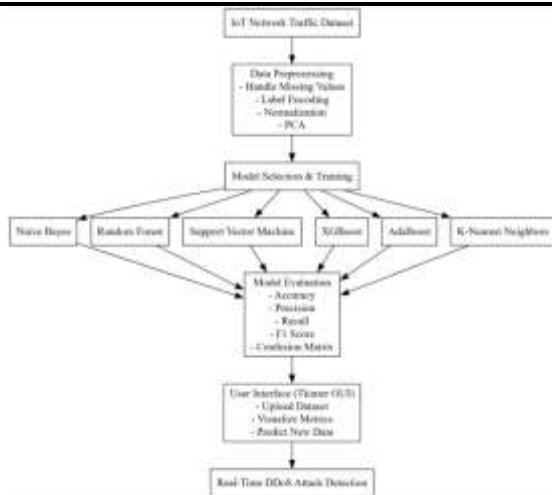 IoT Network Traffic Dataset
Data Preprocessing
- Handle Missing Values
- Label Encoding
- Normalization
- PCA
Model Selection & Training
Naive Bayes
Random Forest
Support Vector Machine
XGBoost
AdaBoost
K-Nearest Neighbors
Model Evaluation
- Accuracy
- Precision
- Recall
- F1 Score
- Confusion Matrix
User Interface (Tkinter GUI)
- Upload Dataset
- Visualize Metrics
- Predict New Data
Real-Time DDoS Attack Detection